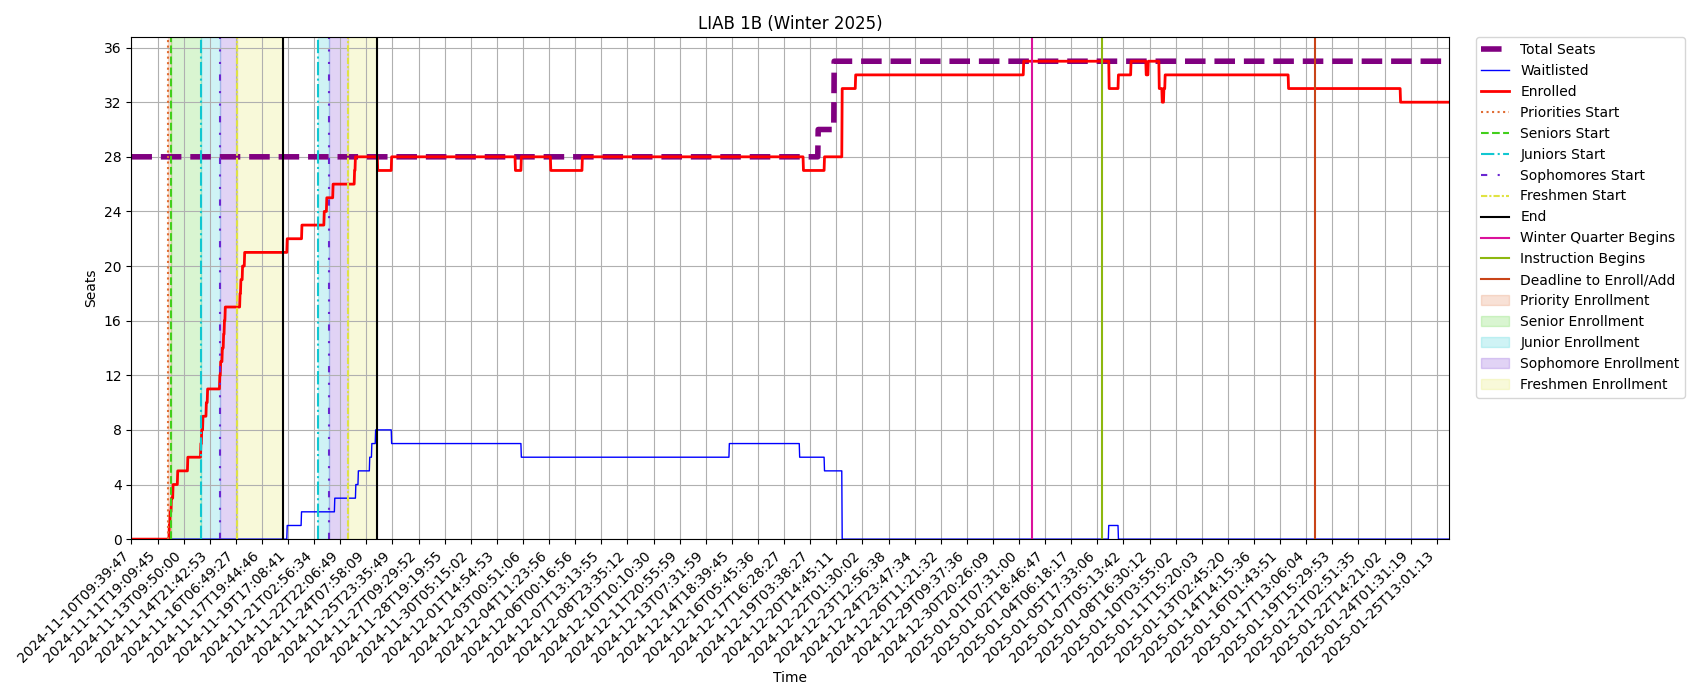 LIAB 1B (Winter 2025)
Seats
36
32
28
24
20
16
12
8
4
0
2024-11-10T09:39:47
2024-11-11T19:09:45
2024-11-13T09:50:00
2024-11-14T21:42:53
2024-11-16T06:49:27
2024-11-17T19:44:46
2024-11-19T17:08:41
2024-11-21T02:56:34
2024-11-22T22:06:49
2024-11-24T07:58:09
2024-11-25T23:35:49
2024-11-27T09:29:52
2024-11-28T19:19:55
2024-11-30T05:15:02
2024-12-01T14:54:53
2024-12-03T00:51:06
2024-12-04T11:23:56
2024-12-06T00:16:56
2024-12-07T13:13:55
2024-12-08T23:35:12
2024-12-10T10:10:30
2024-12-11T20:55:59
2024-12-13T07:31:59
2024-12-14T18:39:45
2024-12-16T05:45:36
2024-12-17T16:28:27
2024-12-19T03:38:27
2024-12-20T14:45:11
2024-12-22T01:30:02
2024-12-23T12:56:38
2024-12-24T23:47:34
2024-12-26T11:21:32
2024-12-29T09:37:36
2024-12-30T20:26:09
2025-01-01T07:31:00
2025-01-02T18:46:47
2025-01-04T06:18:17
2025-01-05T17:33:06
2025-01-07T05:13:42
2025-01-08T16:30:12
2025-01-10T03:55:02
2025-01-11T15:20:03
2025-01-13T02:45:20
2025-01-14T14:15:36
2025-01-16T01:43:51
2025-01-17T13:06:04
2025-01-19T15:29:53
2025-01-21T02:51:35
2025-01-22T14:21:02
2025-01-24T01:31:19
2025-01-25T13:01:13
Time
Total Seats
Waitlisted
Enrolled
Priorities Start
Seniors Start
Juniors Start
Sophomores Start
Freshmen Start
End
Winter Quarter Begins
Instruction Begins
Deadline to Enroll/Add
Priority Enrollment
Senior Enrollment
Junior Enrollment
Sophomore Enrollment
Freshmen Enrollment